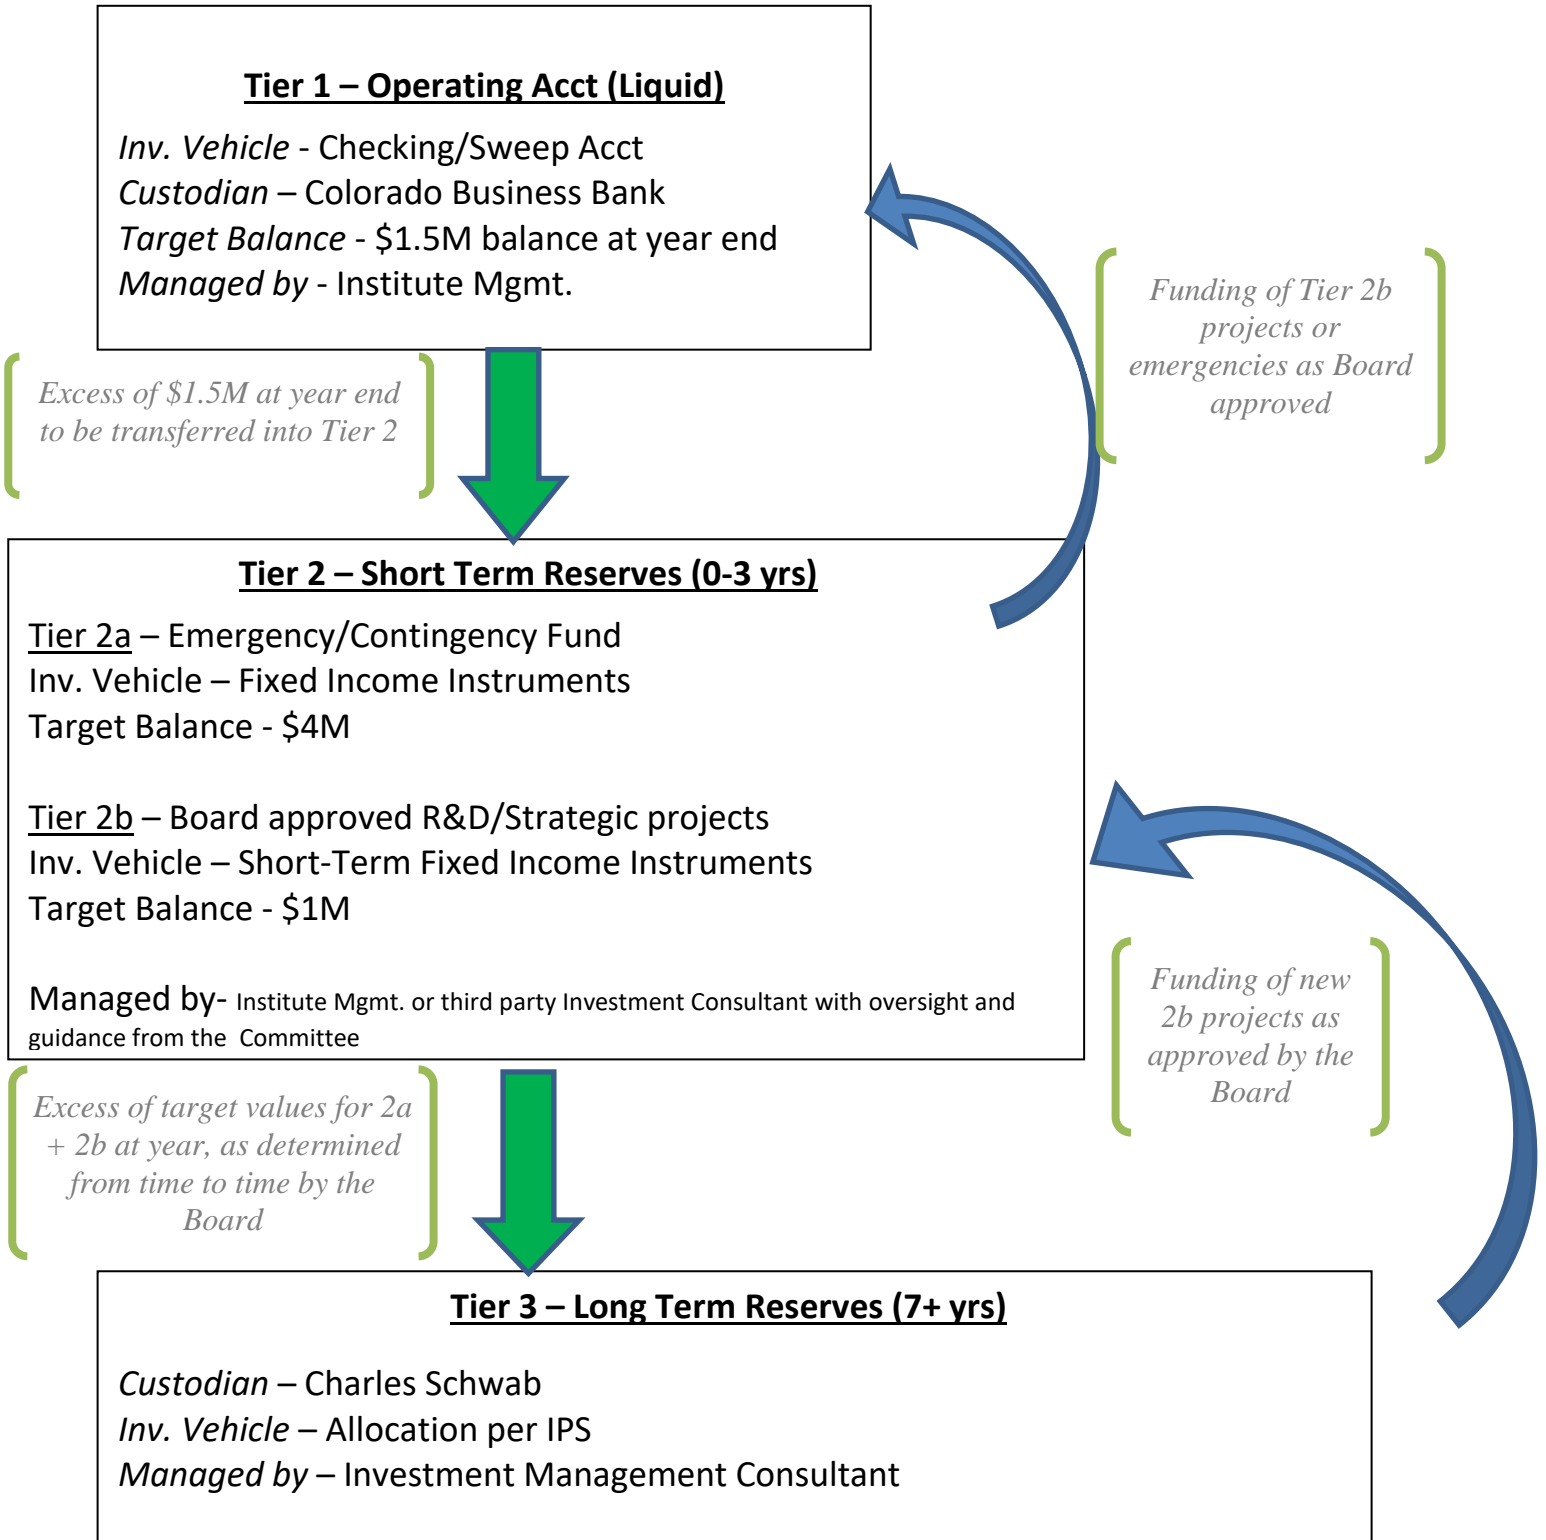 Tier 1 – Operating Acct (Liquid)
Inv. Vehicle - Checking/Sweep Acct
Custodian – Colorado Business Bank
Target Balance - $1.5M balance at year end
Managed by - Institute Mgmt.
Funding of Tier 2b
projects or
emergencies as Board
approved
Excess of $1.5M at year end
to be transferred into Tier 2
Tier 2 – Short Term Reserves (0-3 yrs)
Tier 2a – Emergency/Contingency Fund
Inv. Vehicle – Fixed Income Instruments
Target Balance - $4M
Tier 2b – Board approved R&D/Strategic projects
Inv. Vehicle – Short-Term Fixed Income Instruments
Target Balance - $1M
Managed by- Institute Mgmt. or third party Investment Consultant with oversight and
guidance from the  Committee
Funding of new
2b projects as
approved by the
Board
Excess of target values for 2a
+ 2b at year, as determined
from time to time by the
Board
Tier 3 – Long Term Reserves (7+ yrs)
Custodian – Charles Schwab
Inv. Vehicle – Allocation per IPS
Managed by – Investment Management Consultant